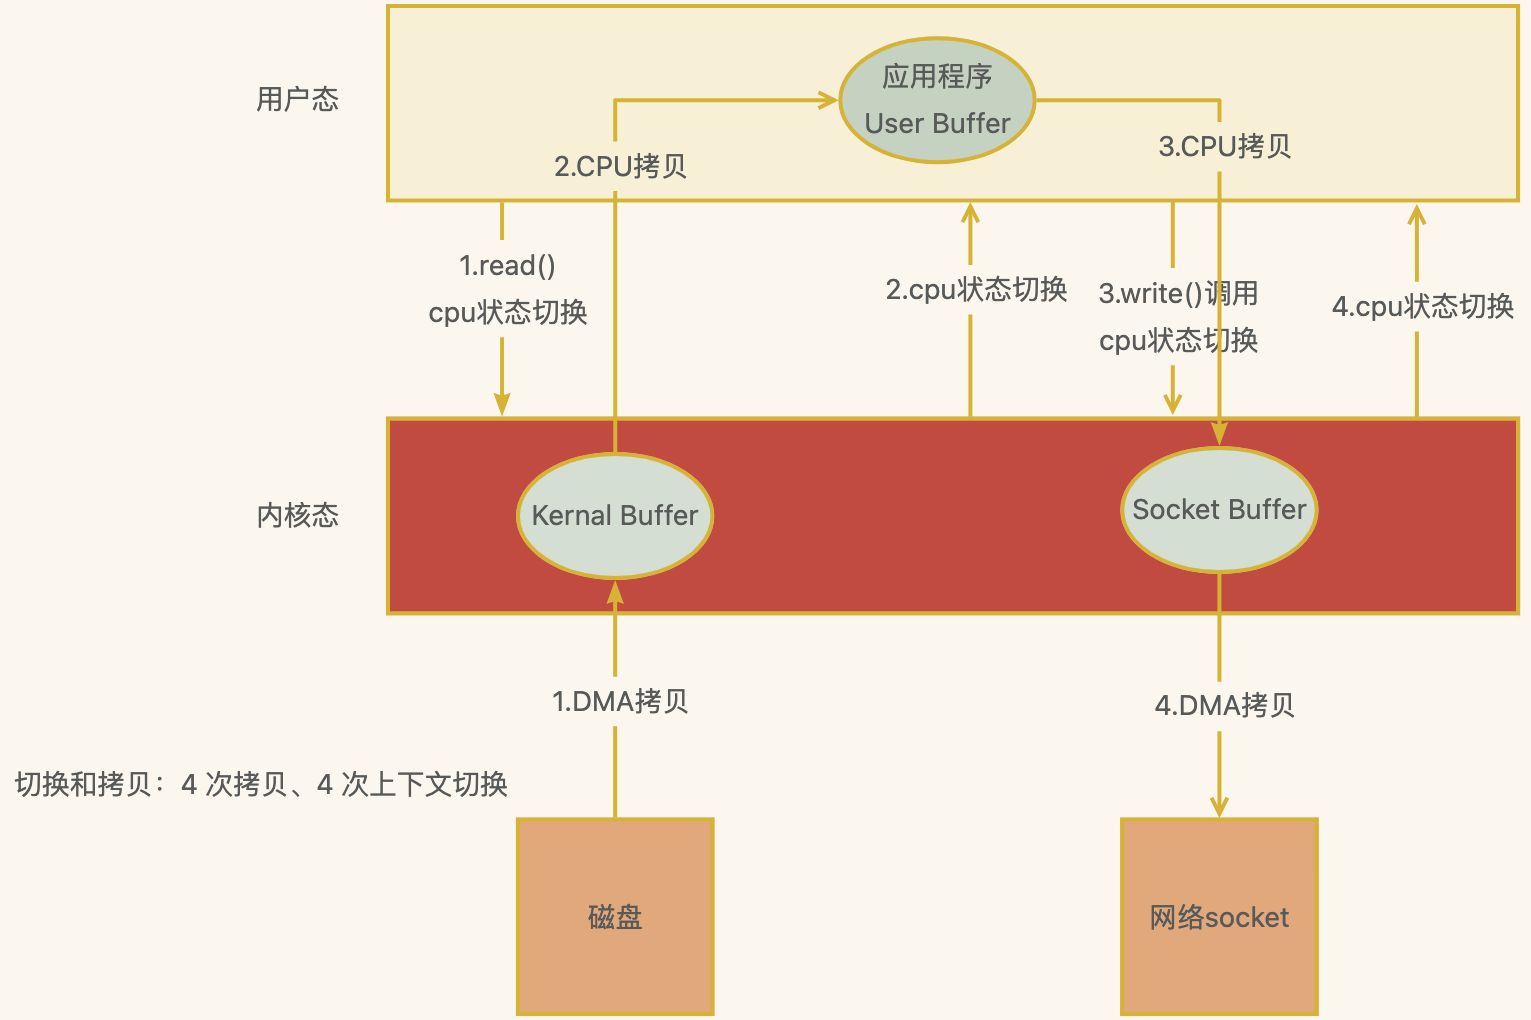 应用程序
User Buffer
用户态
2.CPU拷贝
3.CPU拷贝
1.read()
cpu状态切换
2.cpu状态切换
3.write()调用
cpu状态切换
4.cpu状态切换
内核态
Kernal Buffer
Socket Buffer
1.DMA拷贝
4.DMA拷贝
切换和拷贝：4 次拷贝、4 次上下文切换
磁盘
网络socket